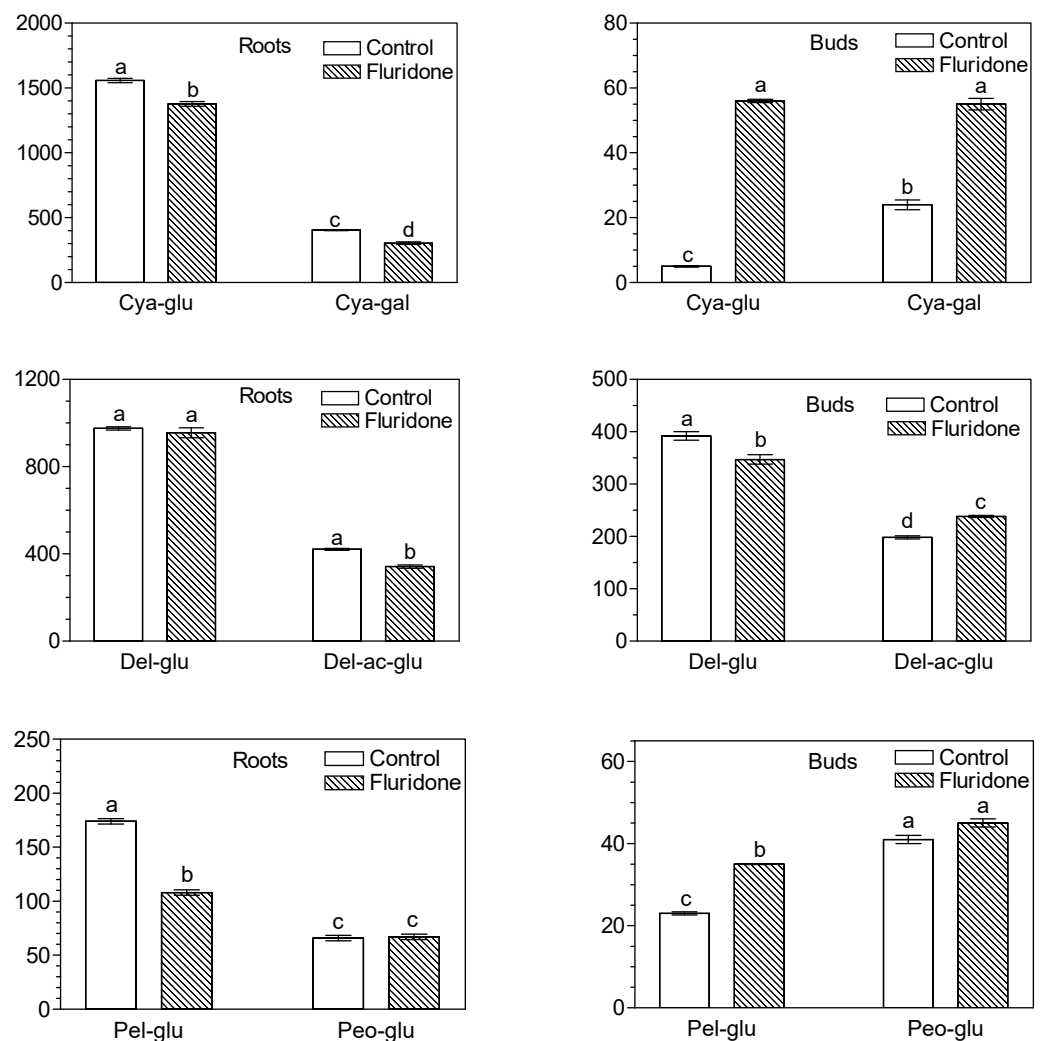 2000
1500
1000
500
0
Roots
Control
Fluridone
a
b
c
d
Cya-glu
Cya-gal
80
60
40
20
0
Buds
Control
Fluridone
c
a
b
a
Cya-glu
Cya-gal
1200
800
400
0
Roots
Control
Fluridone
a
a
a
b
Del-glu
Del-ac-glu
500
400
300
200
100
0
Buds
Control
Fluridone
a
b
d
c
Del-glu
Del-ac-glu
250
200
150
100
50
0
Roots
Control
Fluridone
a
b
c
c
Pel-glu
Peo-glu
60
40
20
0
Buds
Control
Fluridone
c
b
a
a
Pel-glu
Peo-glu